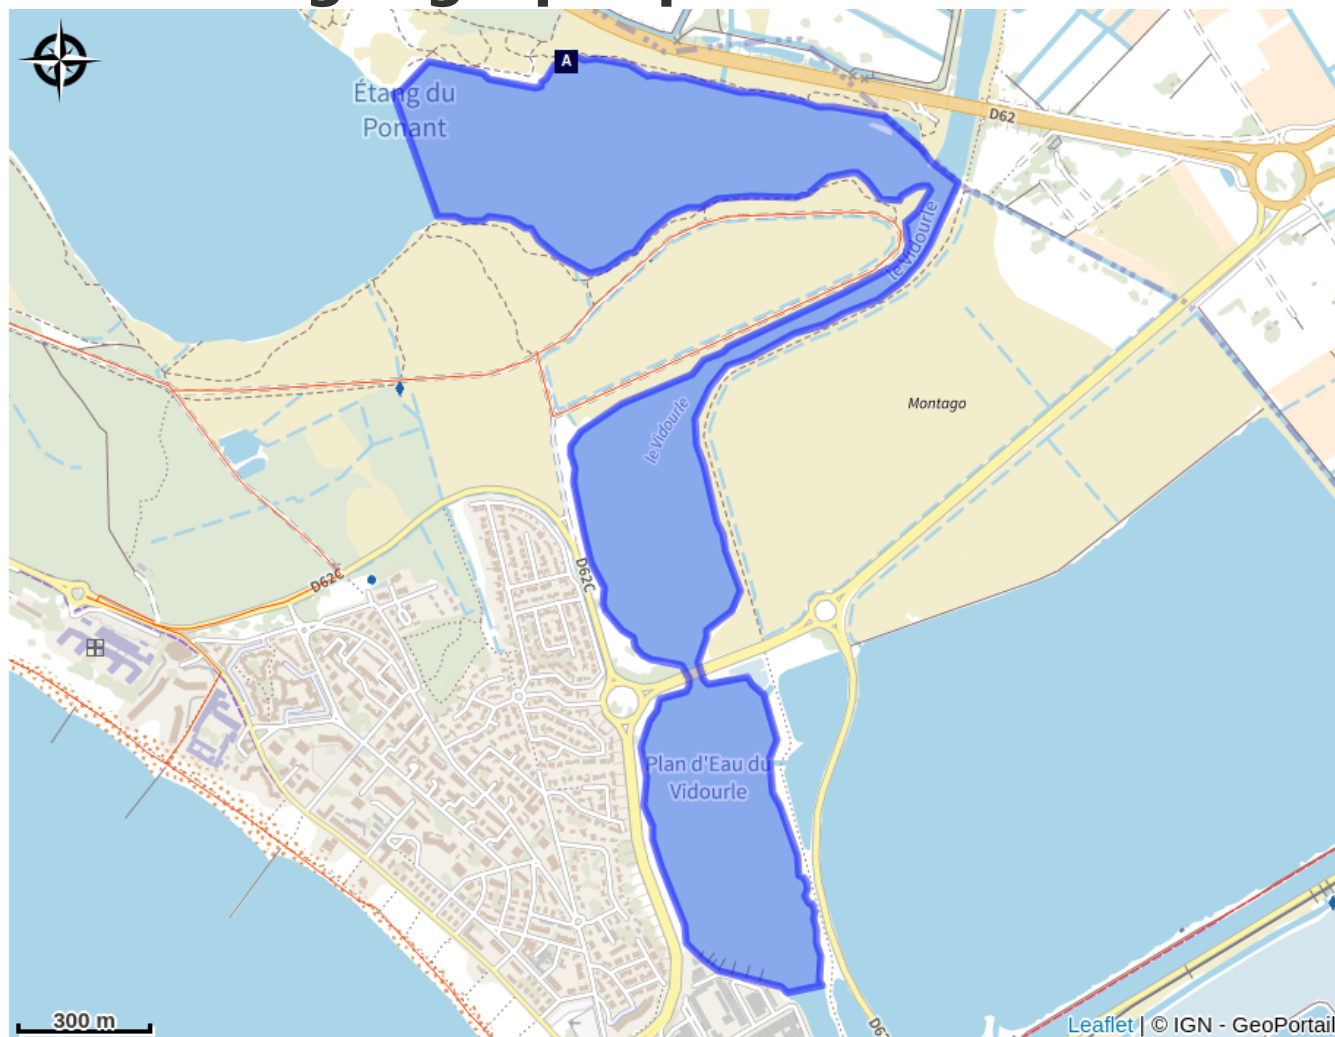 A
Étang du
Ponant
D62
le Vidourle
le Vidourle
Montago
D62C
D62C
Plan d'Eau du
Vidourle
300 m
Leaflet | © IGN - GeoPortail